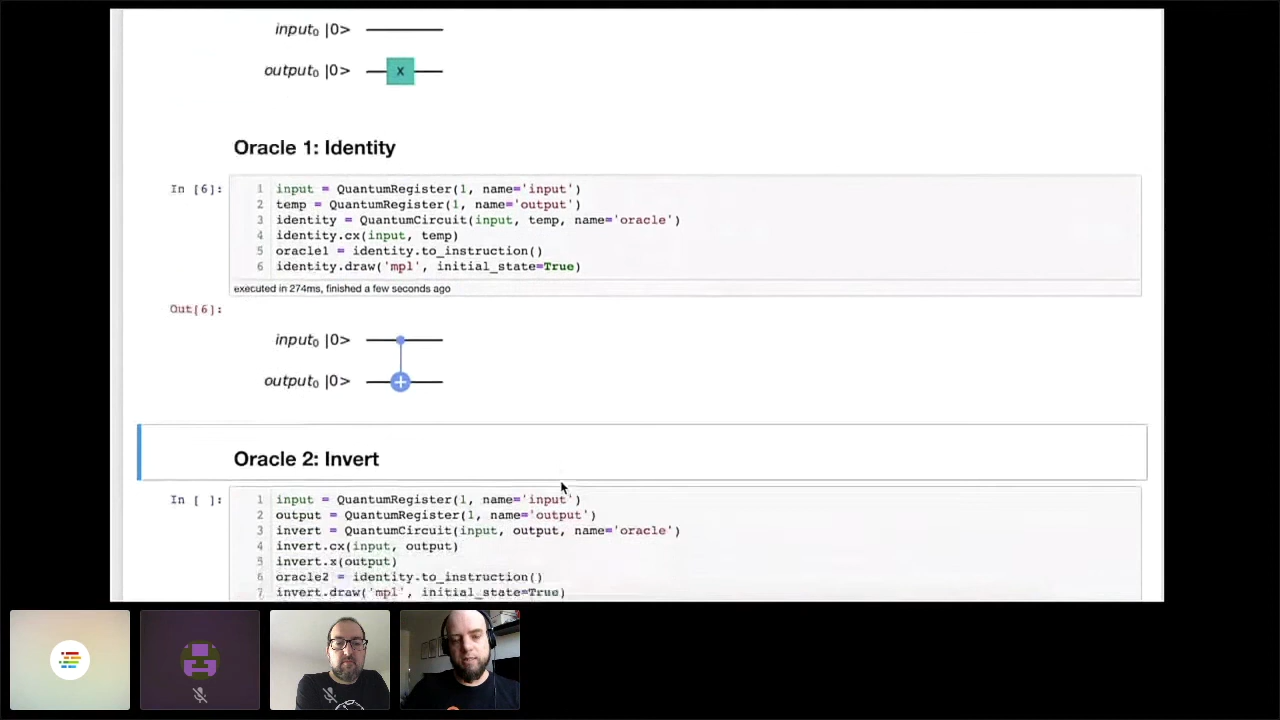 input₀ |0>
output₀ |0>
X
Oracle 1: Identity
In [6]:
1 input = QuantumRegister(1, name='input')
2 temp = QuantumRegister(1, name='output')
3 identity = QuantumCircuit(input, temp, name='oracle')
4 identity.cx(input, temp)
5 oracle1 = identity.to_instruction()
6 identity.draw('mpl', initial_state=True)
executed in 274ms, finished a few seconds ago
Out[6]:
input₀ |0>
output₀ |0>
Oracle 2: Invert
In [ ]:
1 input = QuantumRegister(1, name='input')
2 output = QuantumRegister(1, name='output')
3 invert = QuantumCircuit(input, output, name='oracle')
4 invert.cx(input, output)
5 invert.x(output)
6 oracle2 = identity.to_instruction()
7 invert.draw('mpl', initial_state=True)